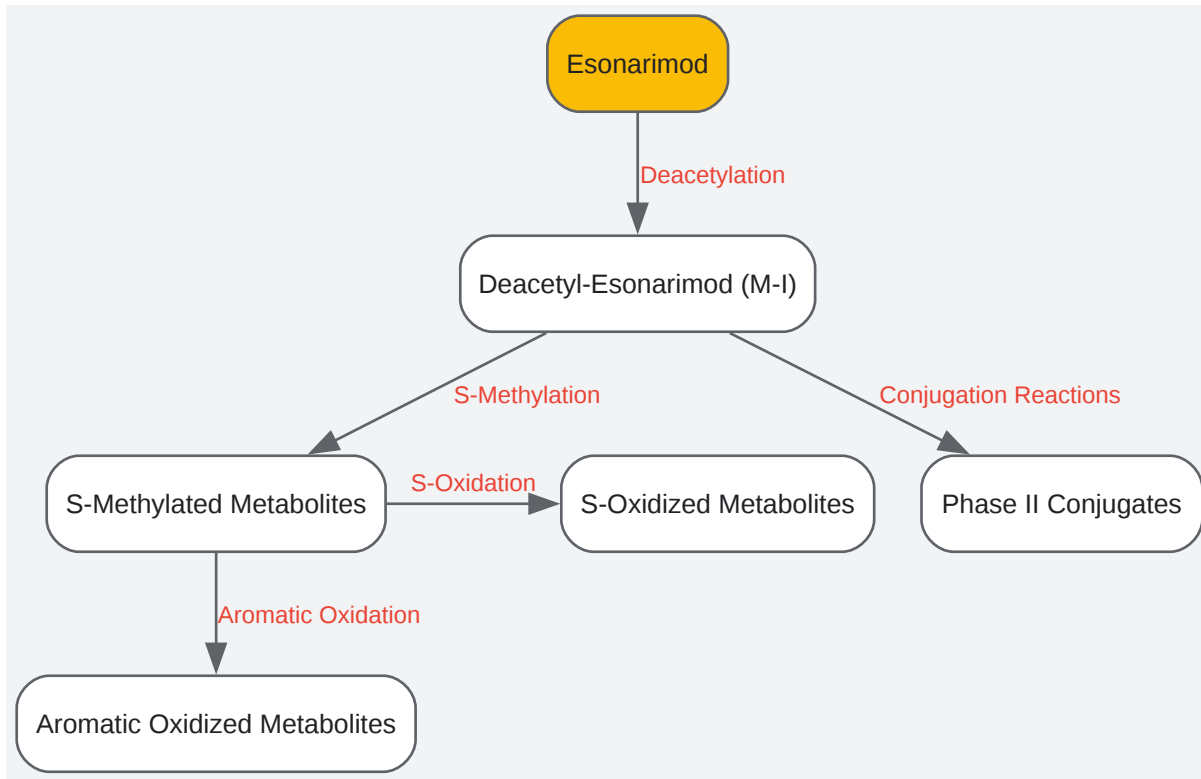 Esonarimod
Deacetylation
Deacetyl-Esonarimod (M-I)
S-Methylation
Conjugation Reactions
S-Methylated Metabolites
S-Oxidation
S-Oxidized Metabolites
Phase II Conjugates
Aromatic Oxidation
Aromatic Oxidized Metabolites